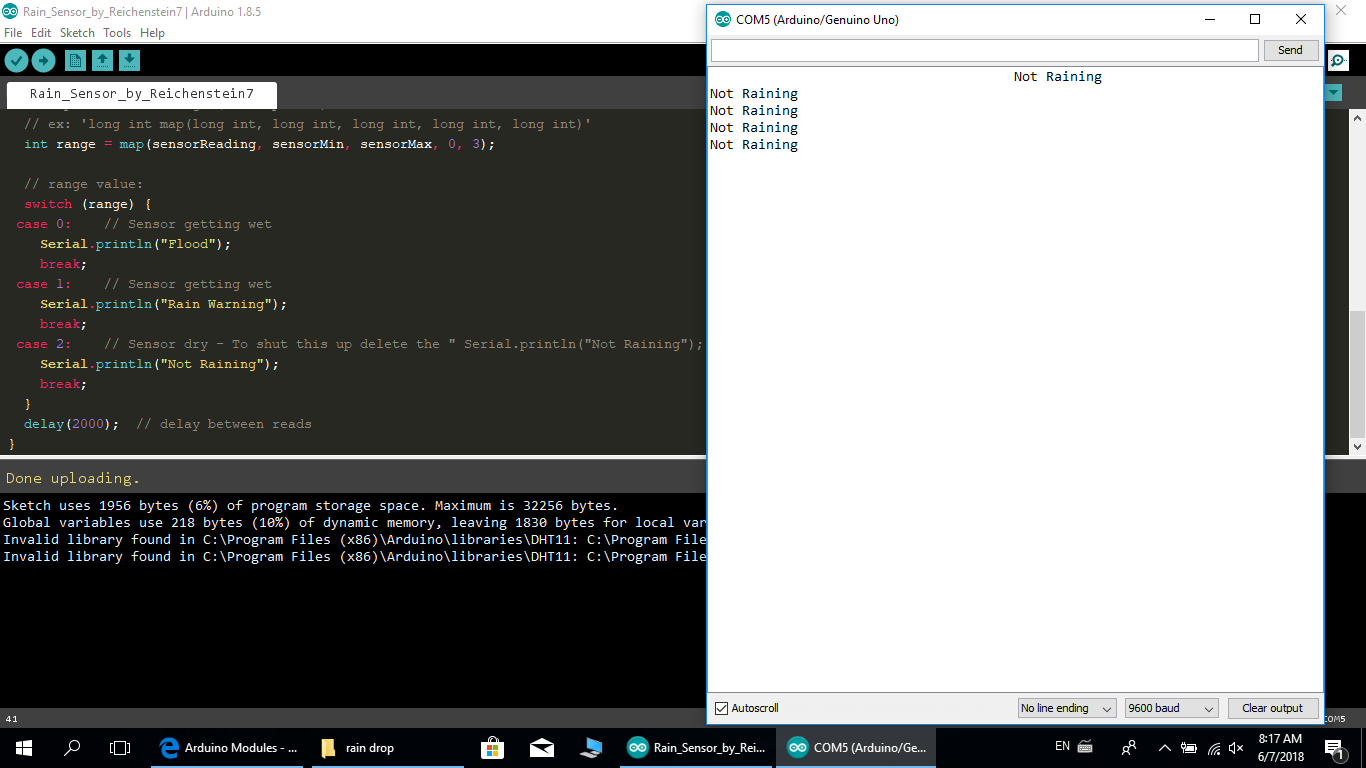 Rain_Sensor_by_Reichenstein7 | Arduino 1.8.5
File Edit Sketch Tools Help
Rain_Sensor_by_Reichenstein7
// ex: 'long int map(long int, long int, long int, long int, long int)'
int range = map(sensorReading, sensorMin, sensorMax, 0, 3);
// range value:
switch (range) {
case 0:    // Sensor getting wet
Serial.println("Flood");
break;
case 1:    // Sensor getting wet
Serial.println("Rain Warning");
break;
case 2:    // Sensor dry - To shut this up delete the " Serial.println("Not Raining");
Serial.println("Not Raining");
break;
}
delay(2000);  // delay between reads
}
Done uploading.
Sketch uses 1956 bytes (6%) of program storage space. Maximum is 32256 bytes.
Global variables use 218 bytes (10%) of dynamic memory, leaving 1830 bytes for local var
Invalid library found in C:\Program Files (x86)\Arduino\libraries\DHT11: C:\Program File
Invalid library found in C:\Program Files (x86)\Arduino\libraries\DHT11: C:\Program File
41
COM5 (Arduino/Genuino Uno)
Send
Not Raining
Not Raining
Not Raining
Not Raining
Not Raining
Autoscroll
No line ending
9600 baud
Clear output
COM5
Arduino Modules - ...
rain drop
Rain_Sensor_by_Rei...
COM5 (Arduino/Ge...
EN
8:17 AM
6/7/2018
1